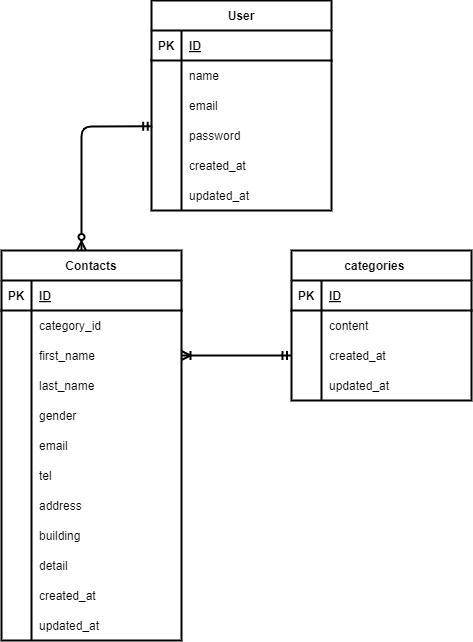 User
PK ID
name
email
password
created_at
updated_at
Contacts
PK ID
category_id
first_name
last_name
gender
email
tel
address
building
detail
created_at
updated_at
categories
PK ID
content
created_at
updated_at